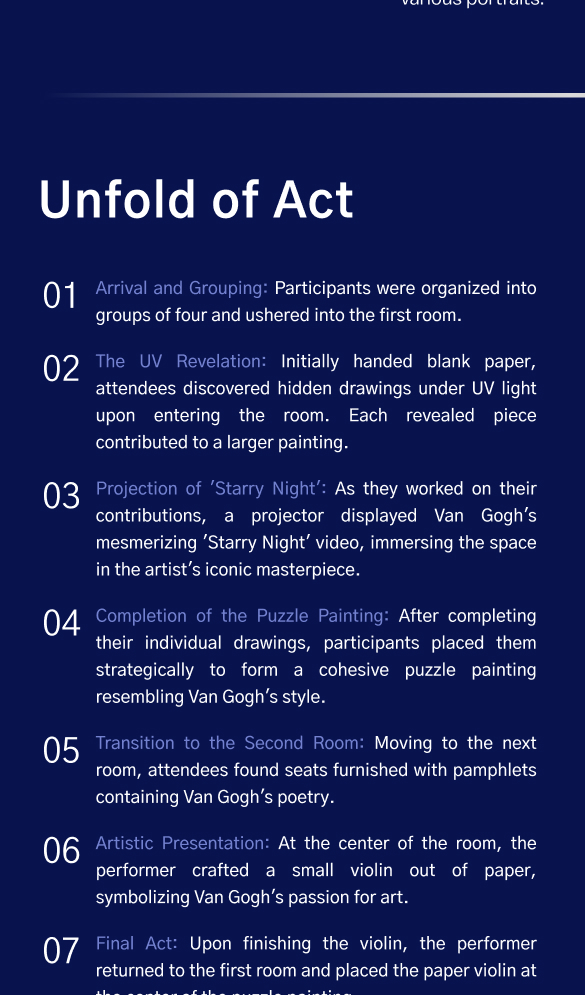 various portraits.
Unfold of Act
01
Arrival and Grouping: Participants were organized into
groups of four and ushered into the first room.
02
The UV Revelation: Initially handed blank paper,
attendees discovered hidden drawings under UV light
upon entering the room. Each revealed piece
contributed to a larger painting.
03
Projection of 'Starry Night': As they worked on their
contributions, a projector displayed Van Gogh's
mesmerizing 'Starry Night' video, immersing the space
in the artist's iconic masterpiece.
04
Completion of the Puzzle Painting: After completing
their individual drawings, participants placed them
strategically to form a cohesive puzzle painting
resembling Van Gogh's style.
05
Transition to the Second Room: Moving to the next
room, attendees found seats furnished with pamphlets
containing Van Gogh's poetry.
06
Artistic Presentation: At the center of the room, the
performer crafted a small violin out of paper,
symbolizing Van Gogh's passion for art.
07
Final Act: Upon finishing the violin, the performer
returned to the first room and placed the paper violin at
the center of the puzzle painting.